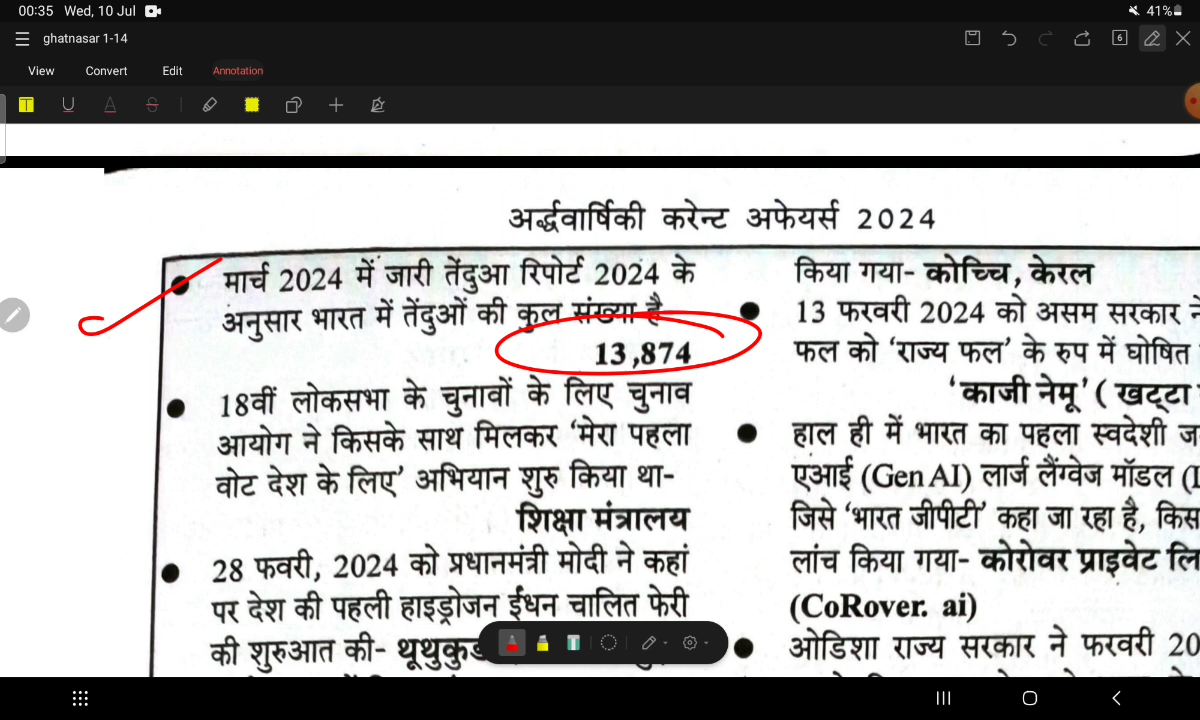 00:35 Wed, 10 Jul
41%
ghatnasar 1-14
6
View Convert Edit Annotation
T U A S
अर्द्धवार्षिकी करेन्ट अफेयर्स 2024
मार्च 2024 में जारी तेंदुआ रिपोर्ट 2024 के
अनुसार भारत में तेंदुओं की कुल संख्या है
13,874
18वीं लोकसभा के चुनावों के लिए चुनाव
आयोग ने किसके साथ मिलकर ‘मेरा पहला
वोट देश के लिए’ अभियान शुरु किया था-
शिक्षा मंत्रालय
28 फवरी, 2024 को प्रधानमंत्री मोदी ने कहां
पर देश की पहली हाइड्रोजन ईंधन चालित फेरी
की शुरुआत की-
किया गया- कोच्चि, केरल
13 फरवरी 2024 को असम सरकार ने
फल को ‘राज्य फल’ के रुप में घोषित
‘काजी नेमू’ ( खट्टा
हाल ही में भारत का पहला स्वदेशी
एआई (Gen AI) लार्ज लैंग्वेज मॉडल
जिसे ‘भारत जीपीटी’ कहा जा रहा है,
लांच किया गया- कोरोवर प्राइवेट
(CoRover. ai)
ओडिशा राज्य सरकार ने फरवरी